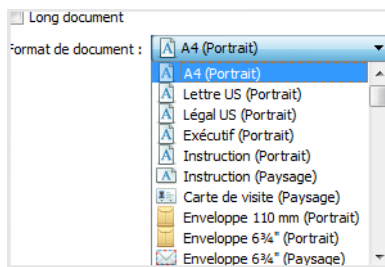 Long document
Format de document : A4 (Portrait)
A4 (Portrait)
Lettre US (Portrait)
Légal US (Portrait)
Exécutif (Portrait)
Instruction (Portrait)
Instruction (Paysage)
Carte de visite (Paysage)
Enveloppe 110 mm (Portrait)
Enveloppe 6¾" (Portrait)
Enveloppe 6¾" (Paysage)